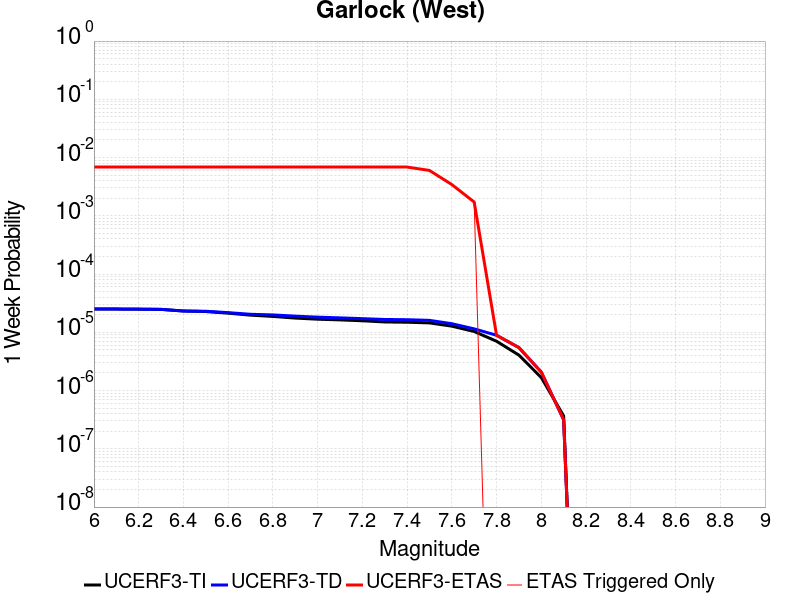 Garlock (West)
10^0
10^-1
10^-2
10^-3
10^-4
10^-5
10^-6
10^-7
10^-8
1 Week Probability
6 6.2 6.4 6.6 6.8 7 7.2 7.4 7.6 7.8 8 8.2 8.4 8.6 8.8 9
Magnitude
UCERF3-TI UCERF3-TD UCERF3-ETAS ETAS Triggered Only